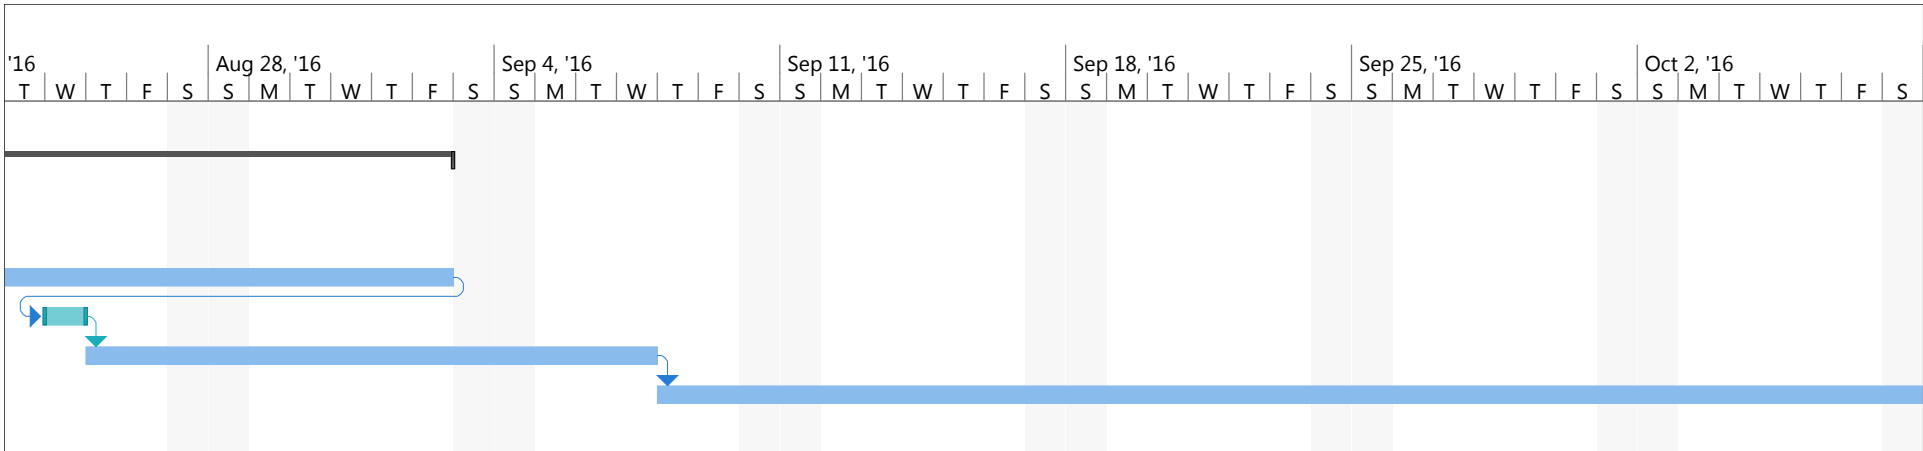 '16 Aug 28, '16 Sep 4, '16 Sep 11, '16 Sep 18, '16 Sep 25, '16 Oct 2, '16
T W T F S S M T W T F S S M T W T F S S M T W T F S S M T W T F S S M T W T F S S M T W T F S